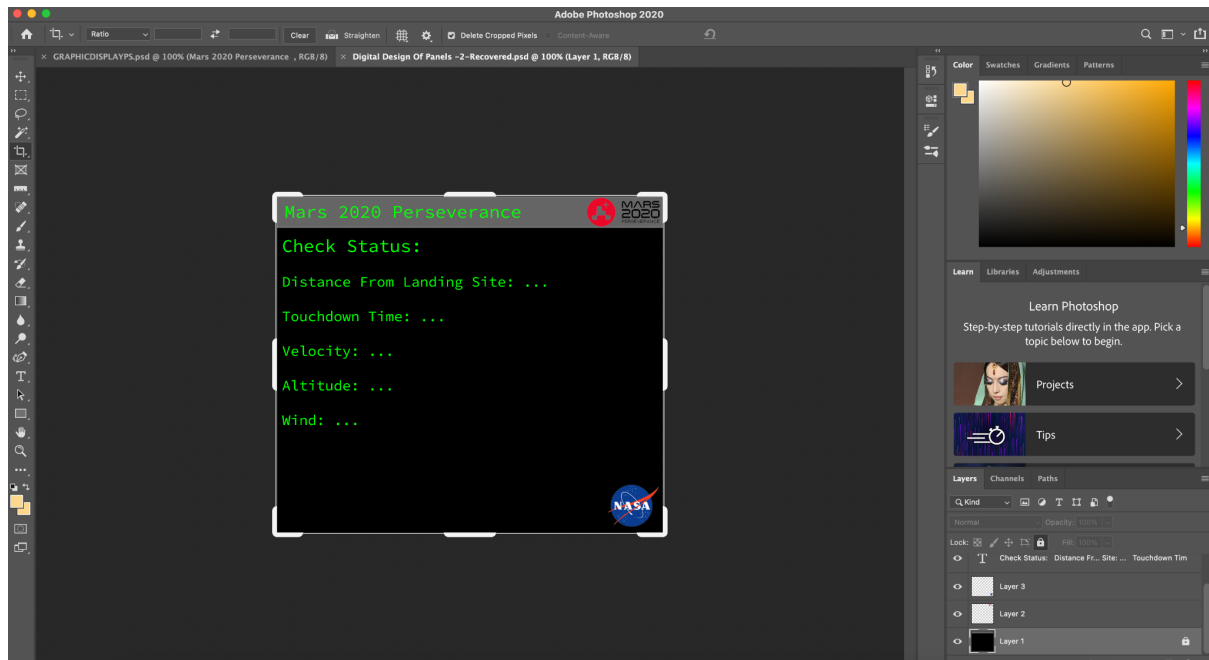 Adobe Photoshop 2020
Ratio
Clear
Straighten
Delete Cropped Pixels
Content-Aware
× GRAPHICDISPLAYPS.psd @ 100% (Mars 2020 Perseverance , RGB/8)
× Digital Design Of Panels -2-Recovered.psd @ 100% (Layer 1, RGB/8)
Mars 2020 Perseverance
MARS
2020
PERSEVERANCE
Check Status:
Distance From Landing Site: ...
Touchdown Time: ...
Velocity: ...
Altitude: ...
Wind: ...
NASA
Color Swatches Gradients Patterns
Learn Libraries Adjustments
Learn Photoshop
Step-by-step tutorials directly in the app. Pick a
topic below to begin.
Projects
Tips
Layers Channels Paths
Kind
Normal
Opacity: 100%
Lock:
Fill: 100%
T Check Status: Distance Fr... Site: ... Touchdown Tim
Layer 3
Layer 2
Layer 1